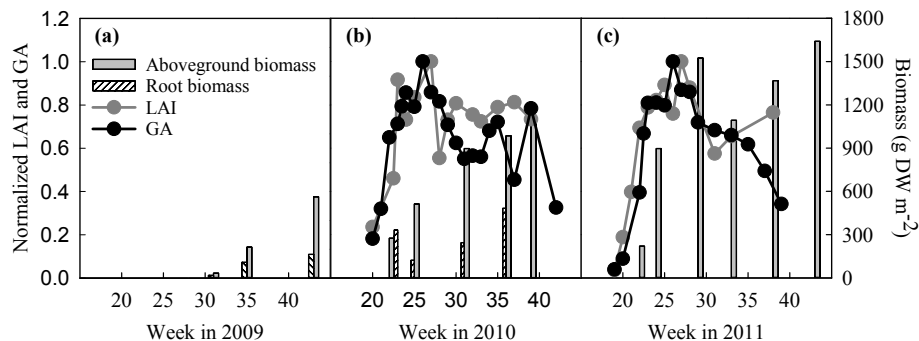 Normalized LAI and GA
1.2
1.0
0.8
0.6
0.4
0.2
0.0
(a)
Aboveground biomass
Root biomass
LAI
GA
(b)
(c)
1800
1500
1200
900
600
300
0
Biomass (g DW m⁻²)
20 25 30 35 40
20 25 30 35 40
20 25 30 35 40
Week in 2009
Week in 2010
Week in 2011